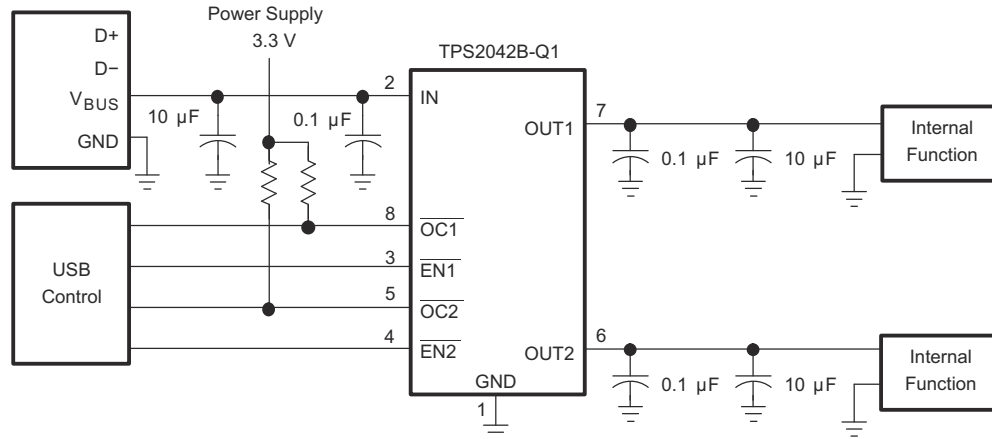 Power Supply
3.3 V
TPS2042B-Q1
D+
D−
VBUS
GND
10 µF
0.1 µF
2
IN
7
OUT1
0.1 µF
10 µF
Internal
Function
USB
Control
8
OC1
3
EN1
5
OC2
4
EN2
6
OUT2
0.1 µF
10 µF
Internal
Function
GND
1